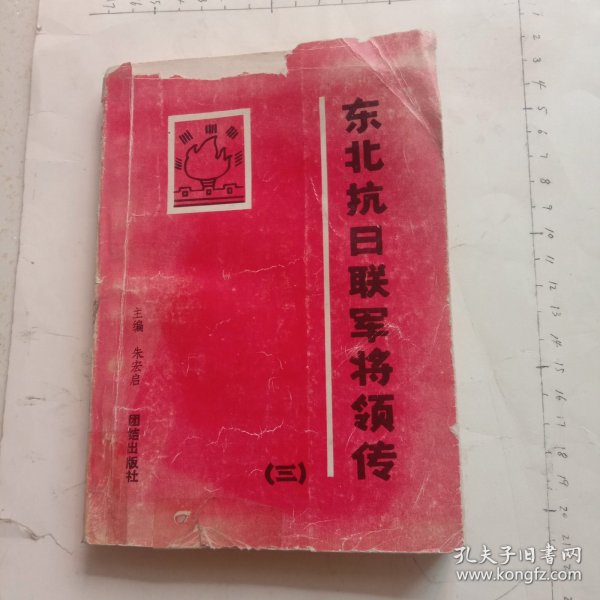 东北抗日联军将领传
(三)
主编 朱宏启
团结出版社
孔夫子旧书网
www.kongfz.com